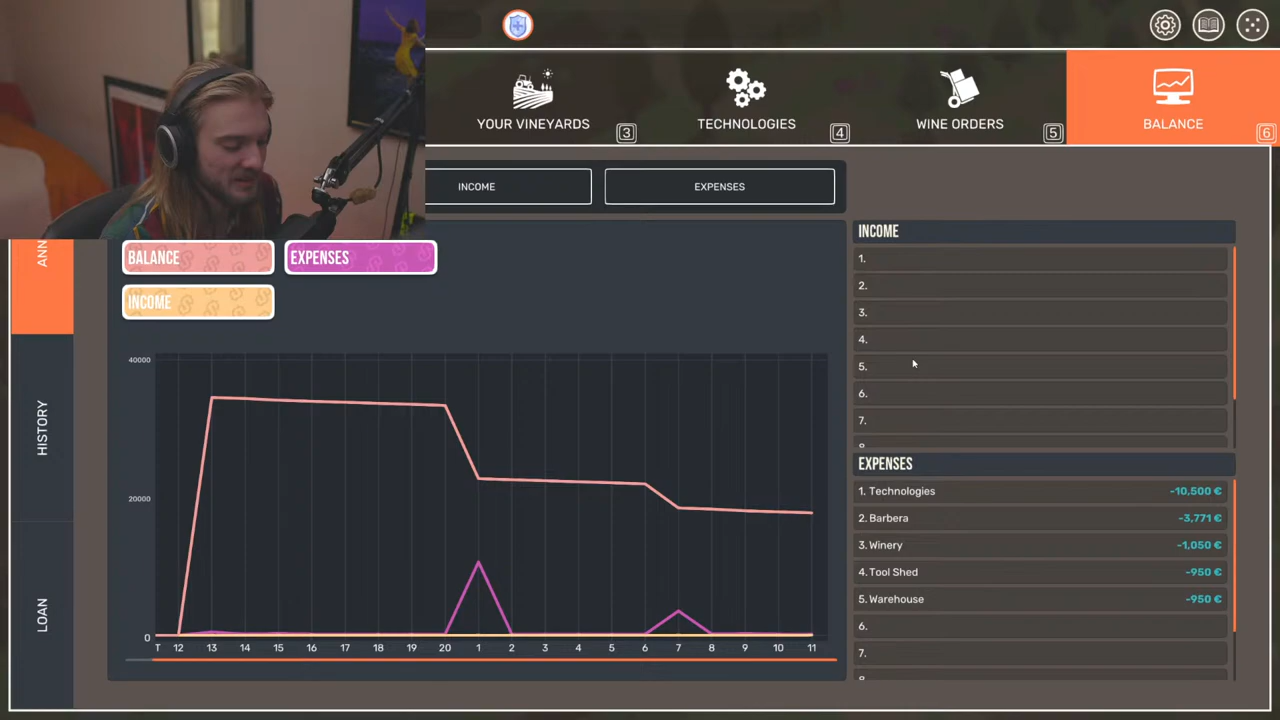 YOUR VINEYARDS
3
TECHNOLOGIES
4
WINE ORDERS
5
BALANCE
6
INCOME
EXPENSES
ANN
HISTORY
LOAN
BALANCE
EXPENSES
INCOME
40000
20000
0
T 12 13 14 15 16 17 18 19 20 1 2 3 4 5 6 7 8 9 10 11
INCOME
1.
2.
3.
4.
5.
6.
7.
EXPENSES
1. Technologies -10,500 €
2. Barbera -3,771 €
3. Winery -1,050 €
4. Tool Shed -950 €
5. Warehouse -950 €
6.
7.